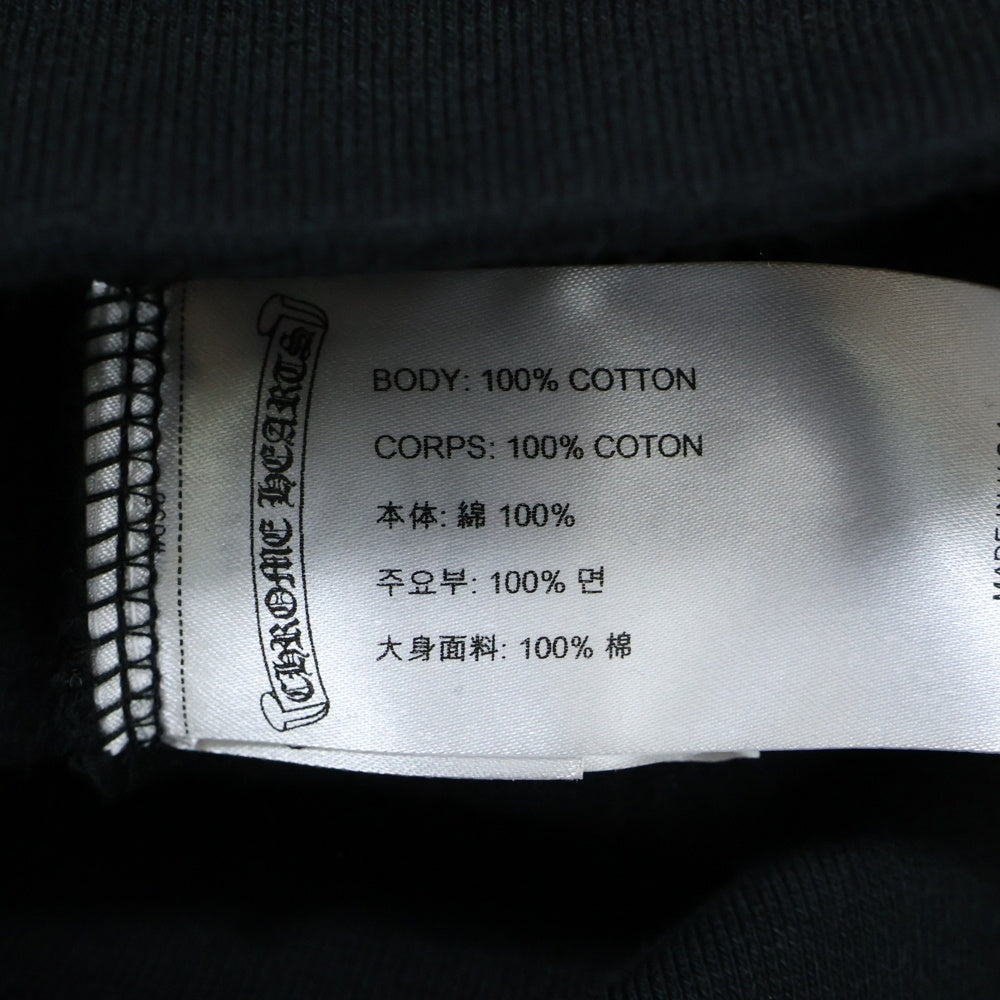 CHROME HEARTS
BODY: 100% COTTON
CORPS: 100% COTON
本体: 綿 100%
주요부: 100% 면
大身面料: 100% 棉